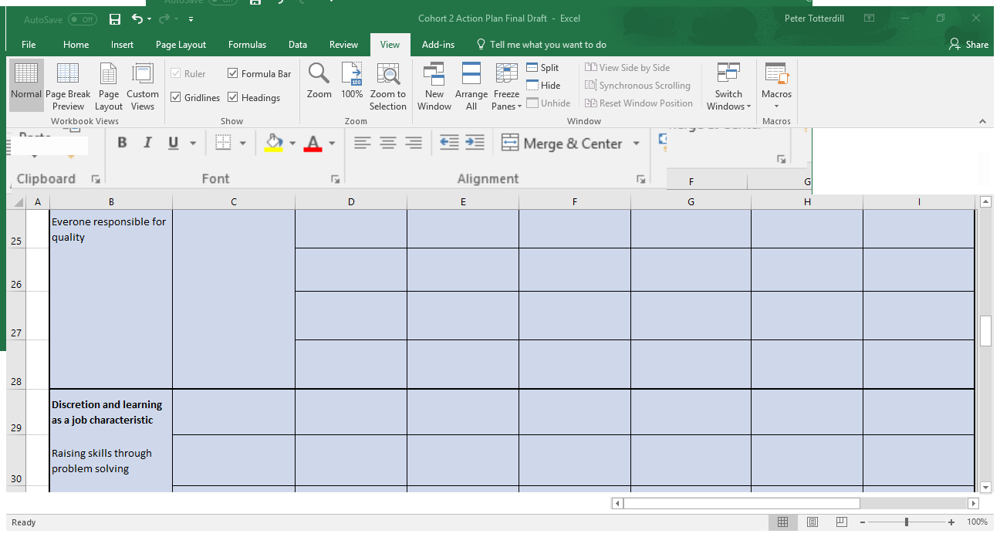 AutoSave Off
AutoSave Off Cohort 2 Action Plan Final Draft - Excel Peter Totterdill
File Home Insert Page Layout Formulas Data Review View Add-ins Tell me what you want to do Share
Ruler Formula Bar Split View Side by Side
Hide Synchronous Scrolling
Normal Page Break Page Custom Gridlines Headings Zoom 100% Zoom to New Arrange Freeze Unhide Reset Window Position Switch Macros
Preview Layout Views Selection Window All Panes Windows
Workbook Views Show Zoom Window Macros
B I U A Merge & Center
Clipboard Font Alignment
F G
A B C D E F G H I
Everone responsible for
quality
25
26
27
28
Discretion and learning
as a job characteristic
29
Raising skills through
problem solving
30
Ready 100%